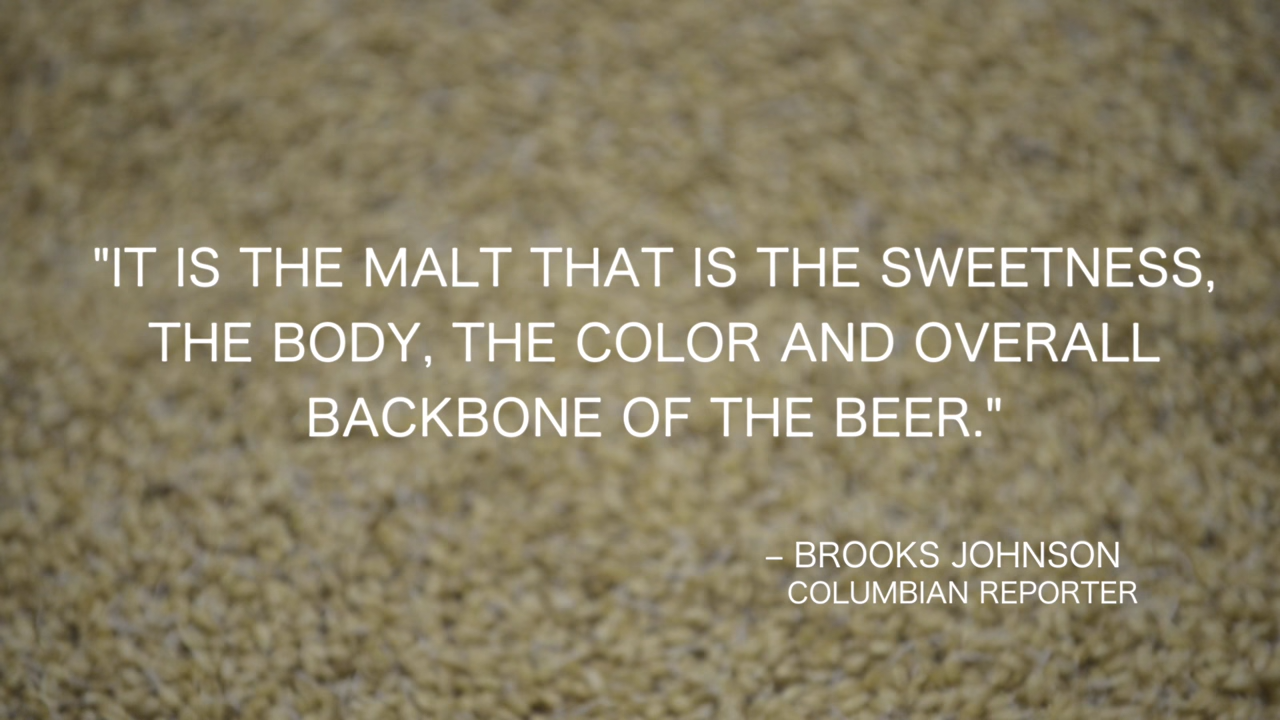 "IT IS THE MALT THAT IS THE SWEETNESS,
THE BODY, THE COLOR AND OVERALL
BACKBONE OF THE BEER."
– BROOKS JOHNSON
COLUMBIAN REPORTER